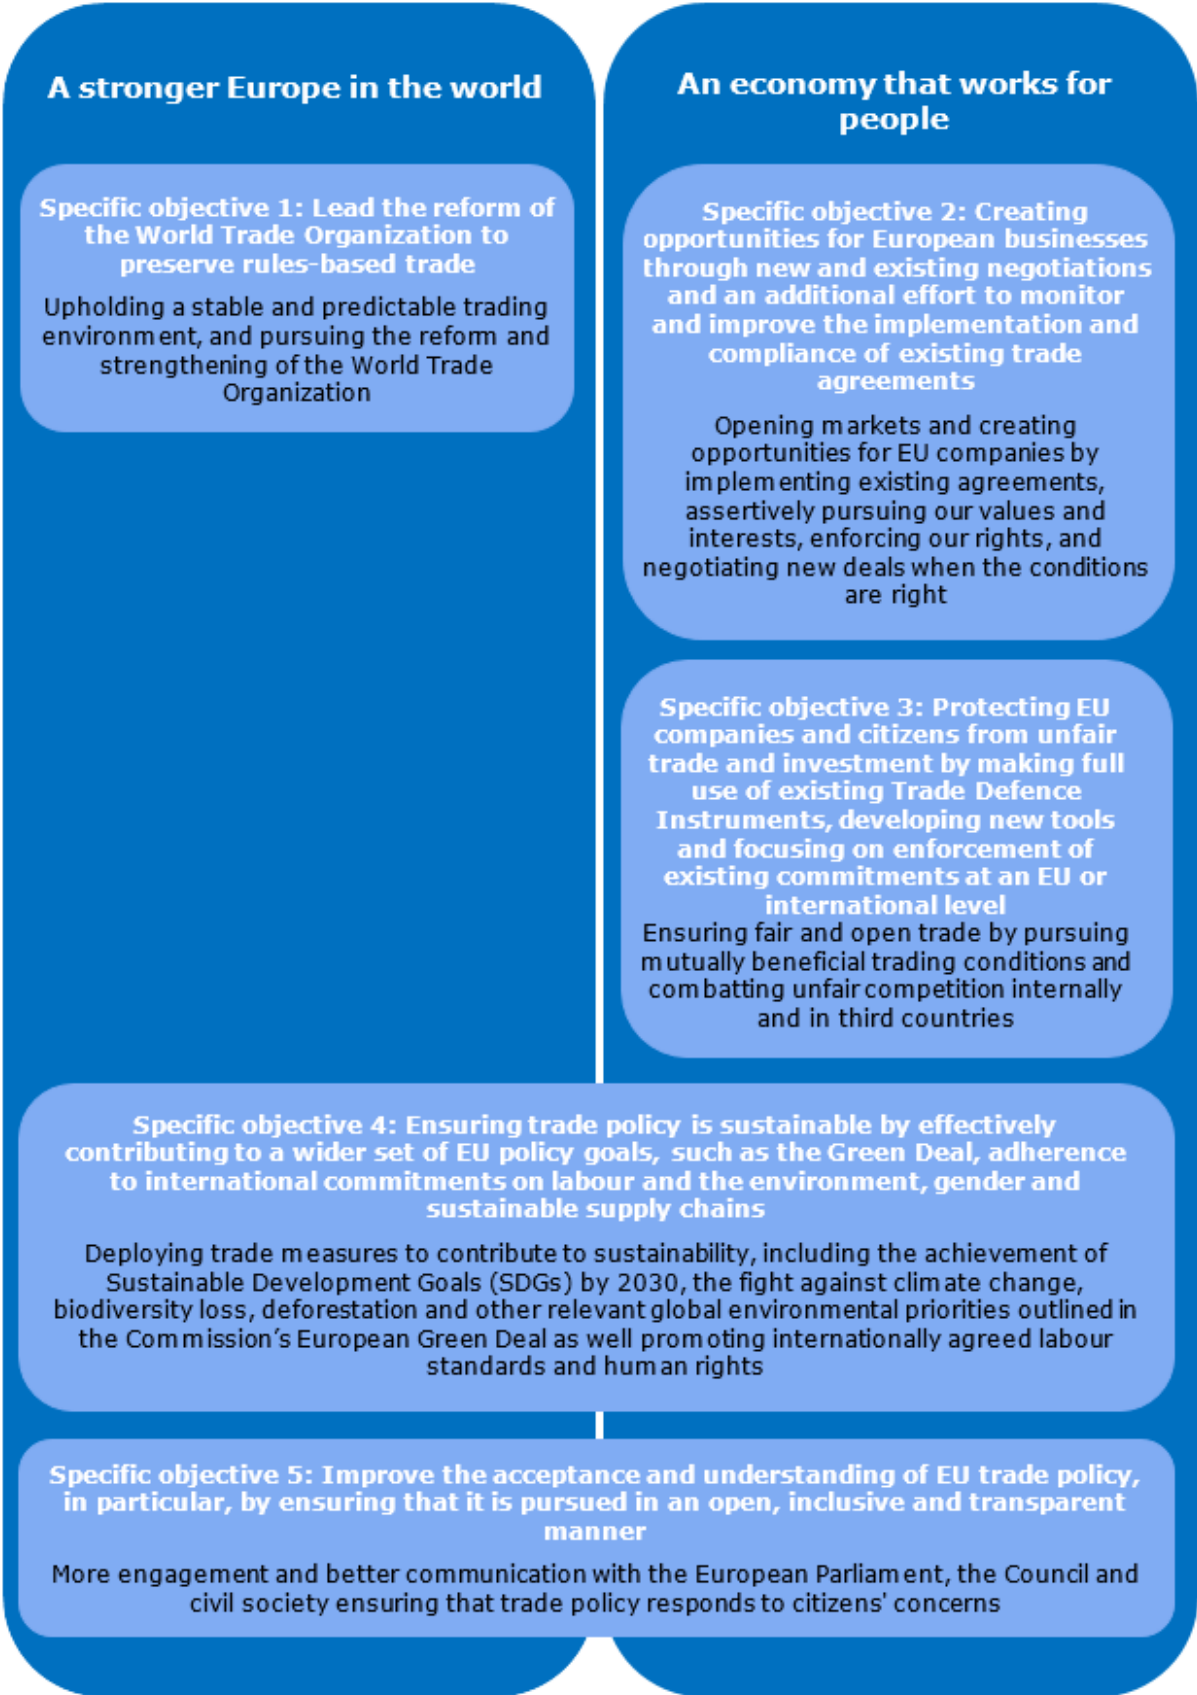 A stronger Europe in the world
An economy that works for
people
Specific objective 1: Lead the reform of
the World Trade Organization to
preserve rules-based trade
Upholding a stable and predictable trading
environment, and pursuing the reform and
strengthening of the World Trade
Organization
Specific objective 2: Creating
opportunities for European businesses
through new and existing negotiations
and an additional effort to monitor
and improve the implementation and
compliance of existing trade
agreements
Opening markets and creating
opportunities for EU companies by
implementing existing agreements,
assertively pursuing our values and
interests, enforcing our rights, and
negotiating new deals when the conditions
are right
Specific objective 3: Protecting EU
companies and citizens from unfair
trade and investment by making full
use of existing Trade Defence
Instruments, developing new tools
and focusing on enforcement of
existing commitments at an EU or
international level
Ensuring fair and open trade by pursuing
mutually beneficial trading conditions and
combatting unfair competition internally
and in third countries
Specific objective 4: Ensuring trade policy is sustainable by effectively
contributing to a wider set of EU policy goals, such as the Green Deal, adherence
to international commitments on labour and the environment, gender and
sustainable supply chains
Deploying trade measures to contribute to sustainability, including the achievement of
Sustainable Development Goals (SDGs) by 2030, the fight against climate change,
biodiversity loss, deforestation and other relevant global environmental priorities outlined in
the Commission's European Green Deal as well promoting internationally agreed labour
standards and human rights
Specific objective 5: Improve the acceptance and understanding of EU trade policy,
in particular, by ensuring that it is pursued in an open, inclusive and transparent
manner
More engagement and better communication with the European Parliament, the Council and
civil society ensuring that trade policy responds to citizens' concerns